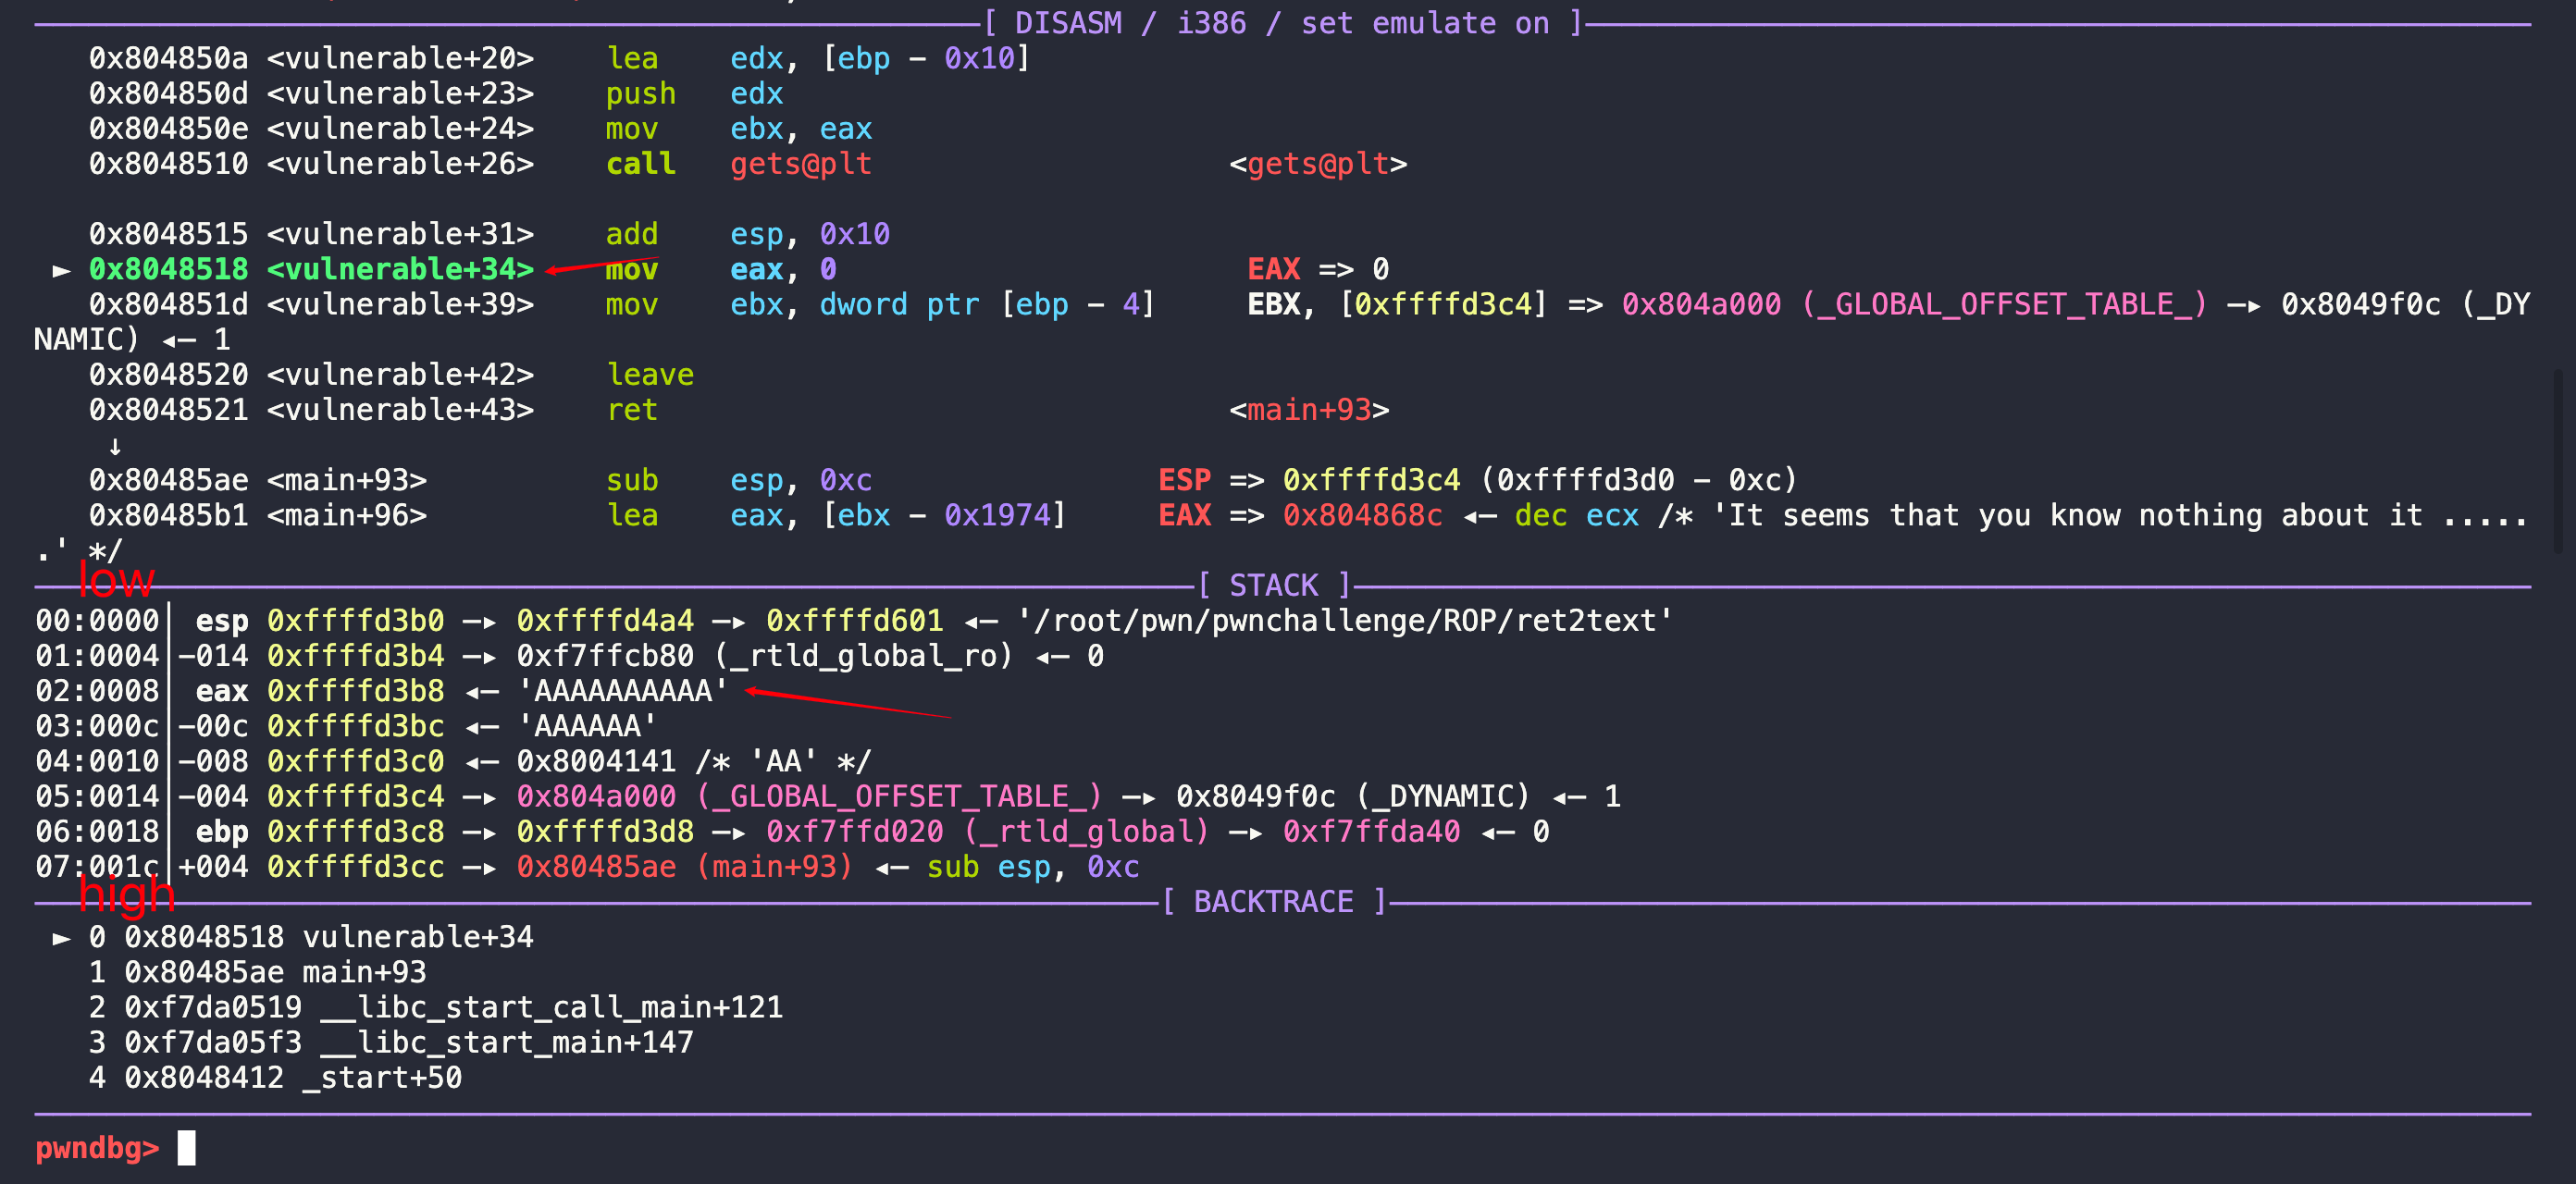 [ DISASM / i386 / set emulate on ]
0x804850a <vulnerable+20> lea edx, [ebp - 0x10]
0x804850d <vulnerable+23> push edx
0x804850e <vulnerable+24> mov ebx, eax
0x8048510 <vulnerable+26> call gets@plt <gets@plt>
0x8048515 <vulnerable+31> add esp, 0x10
► 0x8048518 <vulnerable+34> mov eax, 0 EAX => 0
0x804851d <vulnerable+39> mov ebx, dword ptr [ebp - 4] EBX, [0xffffd3c4] => 0x804a000 (_GLOBAL_OFFSET_TABLE_) —▸ 0x8049f0c (_DY
NAMIC) ◂— 1
0x8048520 <vulnerable+42> leave
0x8048521 <vulnerable+43> ret <main+93>
↓
0x80485ae <main+93> sub esp, 0xc ESP => 0xffffd3c4 (0xffffd3d0 - 0xc)
0x80485b1 <main+96> lea eax, [ebx - 0x1974] EAX => 0x804868c ◂— dec ecx /* 'It seems that you know nothing about it .....
.' */
low
[ STACK ]
00:0000│ esp 0xffffd3b0 —▸ 0xffffd4a4 —▸ 0xffffd601 ◂— '/root/pwn/pwnchallenge/ROP/ret2text'
01:0004│-014 0xffffd3b4 —▸ 0xf7ffcb80 (_rtld_global_ro) ◂— 0
02:0008│ eax 0xffffd3b8 ◂— 'AAAAAAAAAA'
03:000c│-00c 0xffffd3bc ◂— 'AAAAAA'
04:0010│-008 0xffffd3c0 ◂— 0x8004141 /* 'AA' */
05:0014│-004 0xffffd3c4 —▸ 0x804a000 (_GLOBAL_OFFSET_TABLE_) —▸ 0x8049f0c (_DYNAMIC) ◂— 1
06:0018│ ebp 0xffffd3c8 —▸ 0xffffd3d8 —▸ 0xf7ffd020 (_rtld_global) —▸ 0xf7ffda40 ◂— 0
07:001c│+004 0xffffd3cc —▸ 0x80485ae (main+93) ◂— sub esp, 0xc
high
[ BACKTRACE ]
► 0 0x8048518 vulnerable+34
1 0x80485ae main+93
2 0xf7da0519 __libc_start_call_main+121
3 0xf7da05f3 __libc_start_main+147
4 0x8048412 _start+50
pwndbg>